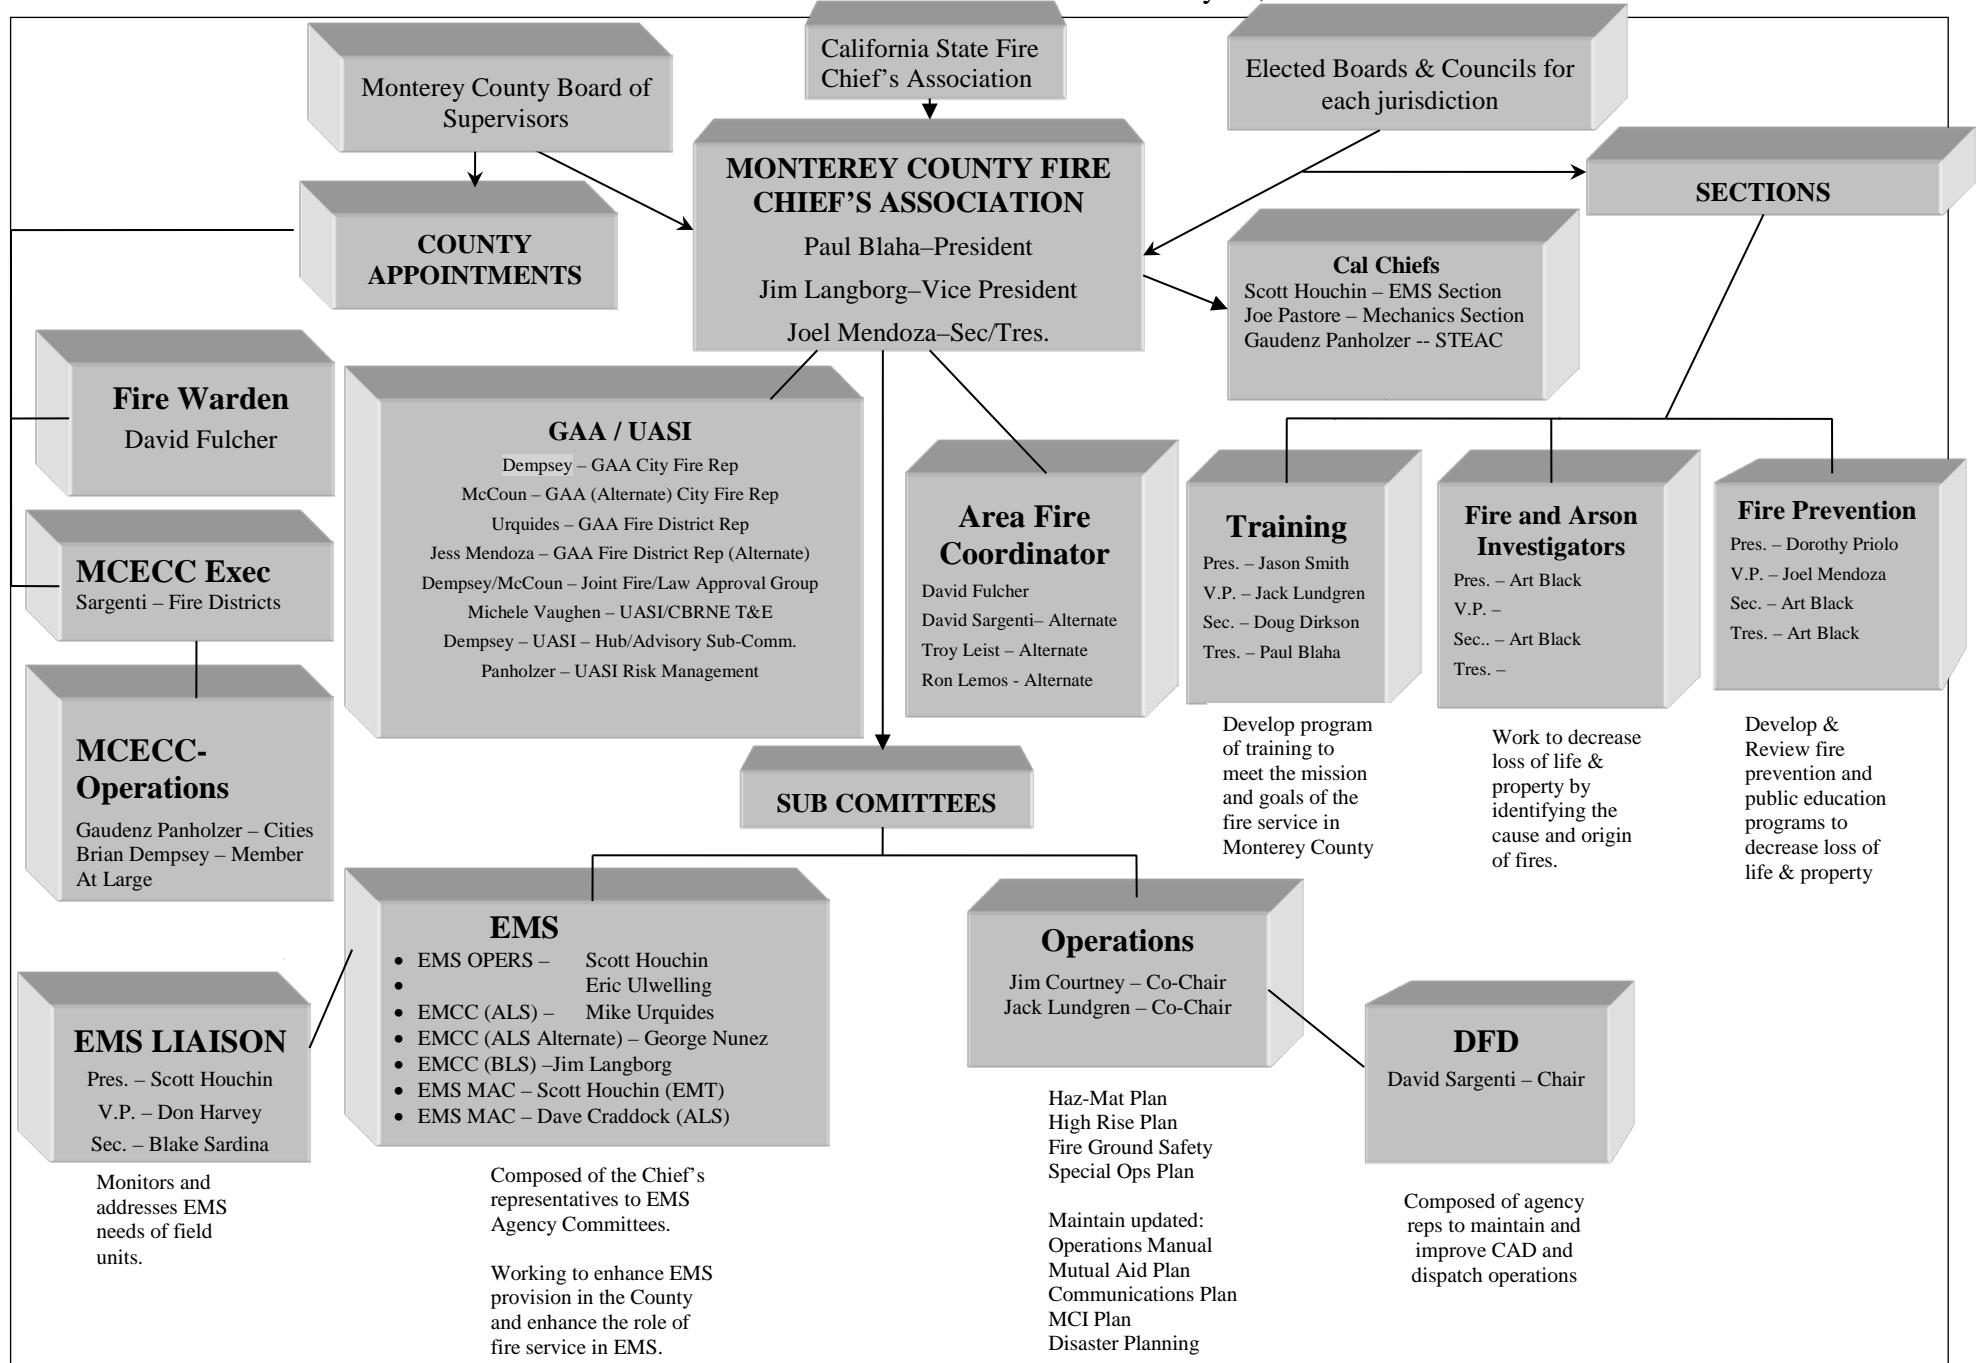 California State Fire
Chief's Association
Monterey County Board of
Supervisors
Elected Boards & Councils for
each jurisdiction
MONTEREY COUNTY FIRE
CHIEF'S ASSOCIATION
Paul Blaha–President
Jim Langborg–Vice President
Joel Mendoza–Sec/Tres.
SECTIONS
COUNTY
APPOINTMENTS
Cal Chiefs
Scott Houchin – EMS Section
Joe Pastore – Mechanics Section
Gaudenz Panholzer -- STEAC
Fire Warden
David Fulcher
GAA / UASI
Dempsey – GAA City Fire Rep
McCoun – GAA (Alternate) City Fire Rep
Urquides – GAA Fire District Rep
Jess Mendoza – GAA Fire District Rep (Alternate)
Dempsey/McCoun – Joint Fire/Law Approval Group
Michele Vaughen – UASI/CBRNE T&E
Dempsey – UASI – Hub/Advisory Sub-Comm.
Panholzer – UASI Risk Management
Area Fire
Coordinator
David Fulcher
David Sargenti– Alternate
Troy Leist – Alternate
Ron Lemos - Alternate
Training
Pres. – Jason Smith
V.P. – Jack Lundgren
Sec. – Doug Dirkson
Tres. – Paul Blaha
Develop program
of training to
meet the mission
and goals of the
fire service in
Monterey County
Fire and Arson
Investigators
Pres. – Art Black
V.P. –
Sec.. – Art Black
Tres. –
Work to decrease
loss of life &
property by
identifying the
cause and origin
of fires.
Fire Prevention
Pres. – Dorothy Priolo
V.P. – Joel Mendoza
Sec. – Art Black
Tres. – Art Black
Develop &
Review fire
prevention and
public education
programs to
decrease loss of
life & property
MCECC Exec
Sargenti – Fire Districts
MCECC-
Operations
Gaudenz Panholzer – Cities
Brian Dempsey – Member
At Large
SUB COMITTEES
EMS LIAISON
Pres. – Scott Houchin
V.P. – Don Harvey
Sec. – Blake Sardina
Monitors and
addresses EMS
needs of field
units.
EMS
• EMS OPERS – Scott Houchin
• Eric Ulwelling
• EMCC (ALS) – Mike Urquides
• EMCC (ALS Alternate) – George Nunez
• EMCC (BLS) –Jim Langborg
• EMS MAC – Scott Houchin (EMT)
• EMS MAC – Dave Craddock (ALS)
Composed of the Chief's
representatives to EMS
Agency Committees.
Working to enhance EMS
provision in the County
and enhance the role of
fire service in EMS.
Operations
Jim Courtney – Co-Chair
Jack Lundgren – Co-Chair
Haz-Mat Plan
High Rise Plan
Fire Ground Safety
Special Ops Plan
Maintain updated:
Operations Manual
Mutual Aid Plan
Communications Plan
MCI Plan
Disaster Planning
DFD
David Sargenti – Chair
Composed of agency
reps to maintain and
improve CAD and
dispatch operations